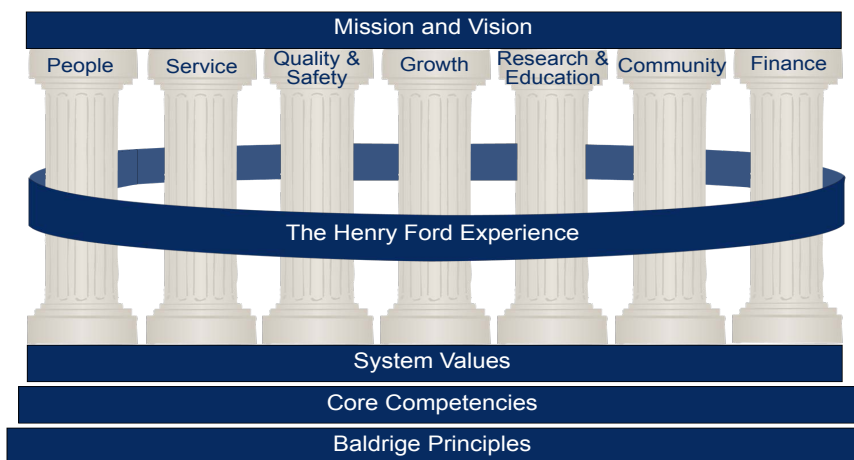 Mission and Vision
People
Service
Quality &
Safety
Growth
Research &
Education
Community
Finance
The Henry Ford Experience
System Values
Core Competencies
Baldrige Principles